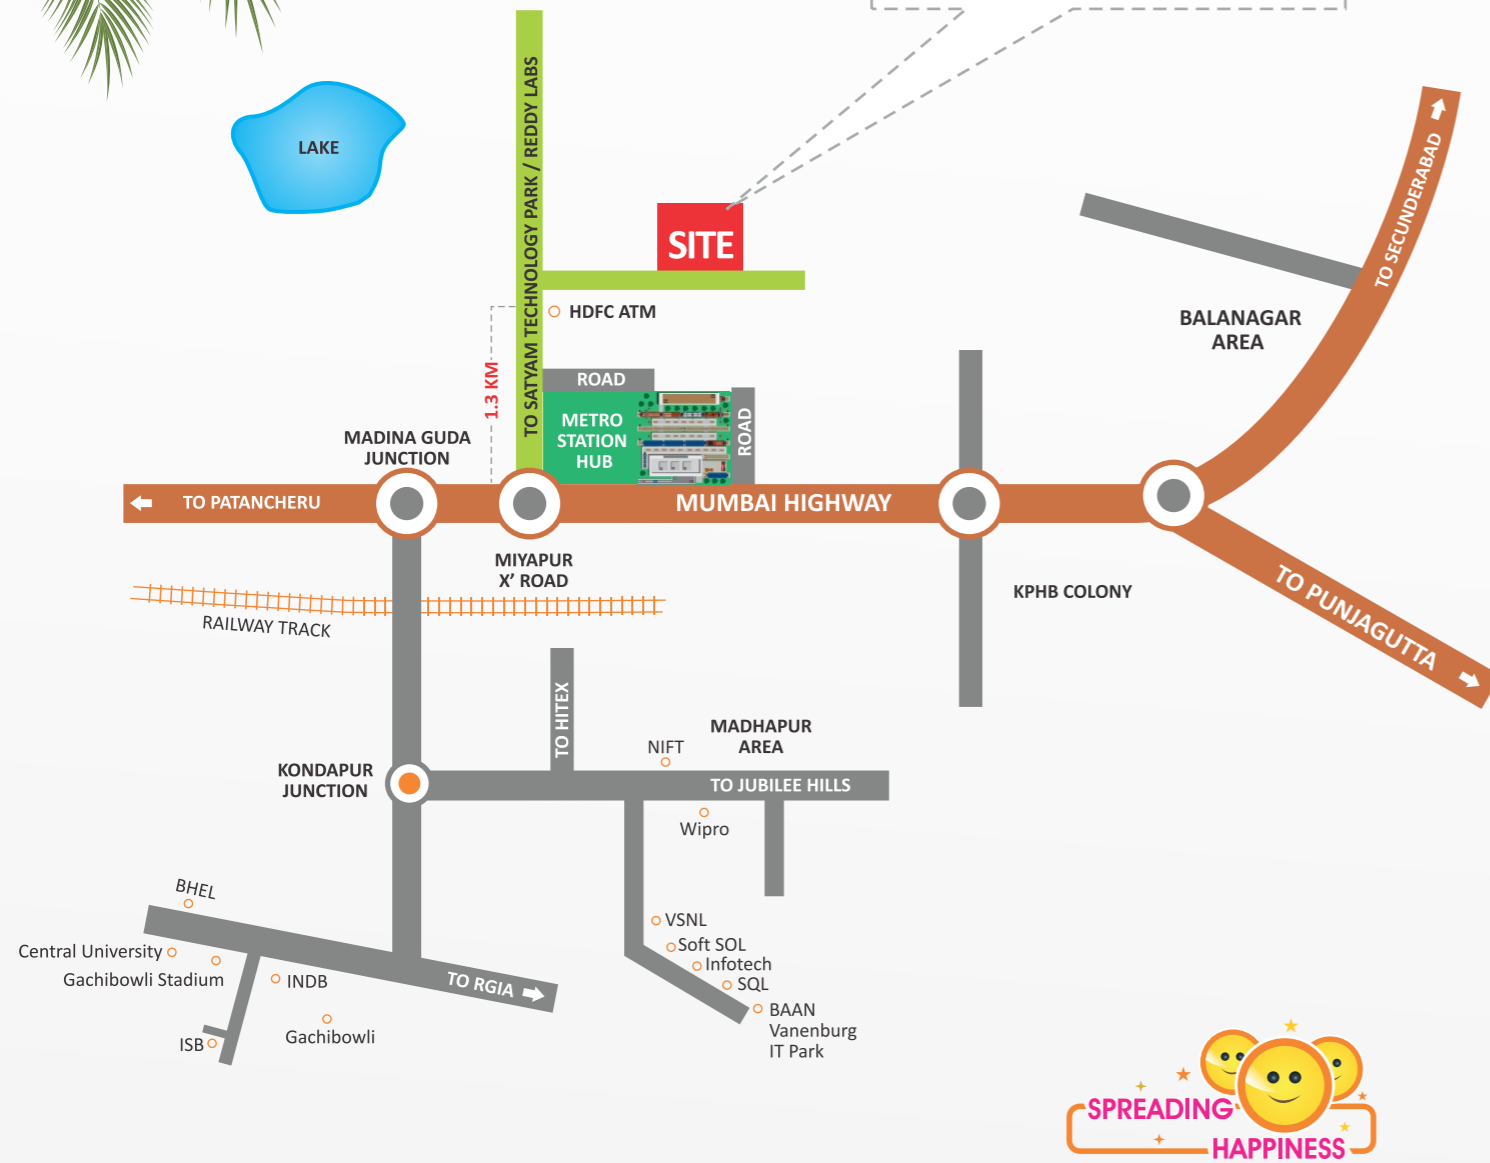 LAKE
TO SATYAM TECHNOLOGY PARK / REDDY LABS
SITE
TO SECUNDERABAD
HDFC ATM
BALANAGAR
AREA
1.3 KM
ROAD
METRO
STATION
HUB
ROAD
MADINA GUDA
JUNCTION
TO PATANCHERU
MUMBAI HIGHWAY
MIYAPUR
X’ ROAD
KPHB COLONY
TO PUNJAGUTTA
RAILWAY TRACK
TO HITEX
MADHAPUR
AREA
NIFT
KONDAPUR
JUNCTION
TO JUBILEE HILLS
Wipro
BHEL
VSNL
Soft SOL
Infotech
SQL
Central University
Gachibowli Stadium
INDB
TO RGIA
BAAN
Vanenburg
IT Park
ISB
Gachibowli
SPREADING
HAPPINESS